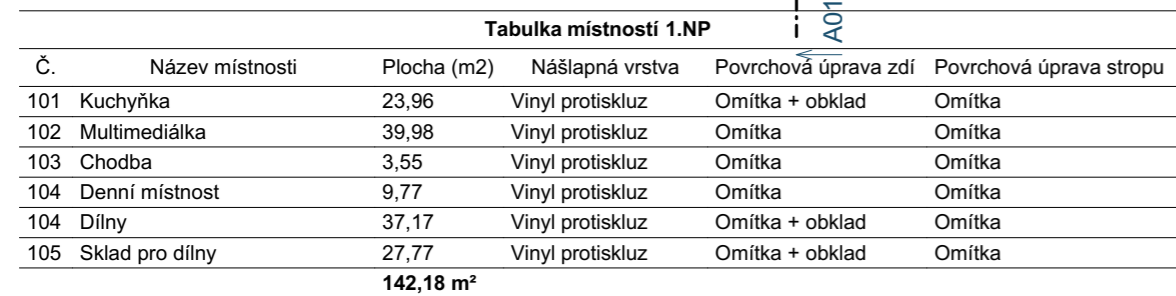 A01
Tabulka místností 1.NP
Č. Název místnosti Plocha (m2) Nášlapná vrstva Povrchová úprava zdí Povrchová úprava stropu
101 Kuchyňka 23,96 Vinyl protiskluz Omítka + obklad Omítka
102 Multimediálka 39,98 Vinyl protiskluz Omítka Omítka
103 Chodba 3,55 Vinyl protiskluz Omítka Omítka
104 Denní místnost 9,77 Vinyl protiskluz Omítka Omítka
104 Dílny 37,17 Vinyl protiskluz Omítka + obklad Omítka
105 Sklad pro dílny 27,77 Vinyl protiskluz Omítka + obklad Omítka
142,18 m²